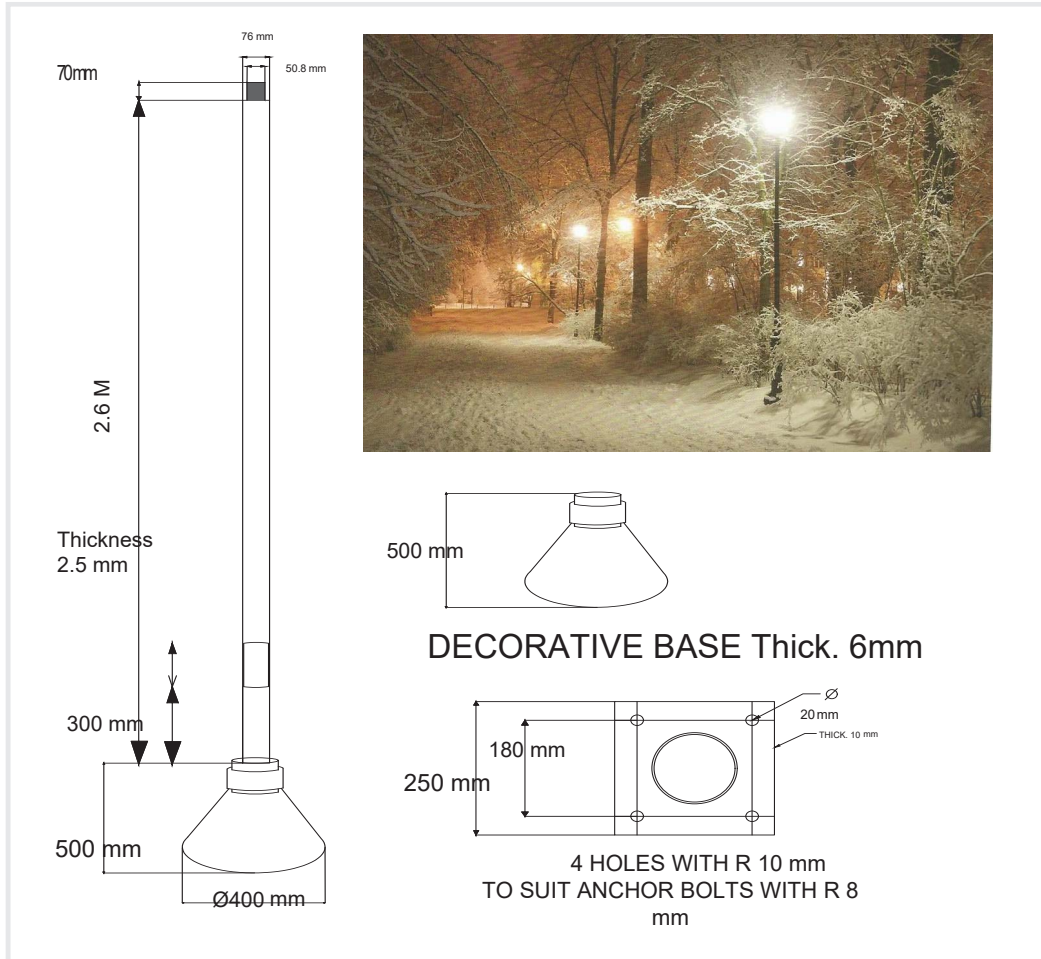 76 mm
50.8 mm
70mm
2.6 M
Thickness
2.5 mm
300 mm
500 mm
Ø400 mm
500 mm
DECORATIVE BASE Thick. 6mm
Ø
20 mm
THICK. 10 mm
180 mm
250 mm
4 HOLES WITH R 10 mm
TO SUIT ANCHOR BOLTS WITH R 8
mm